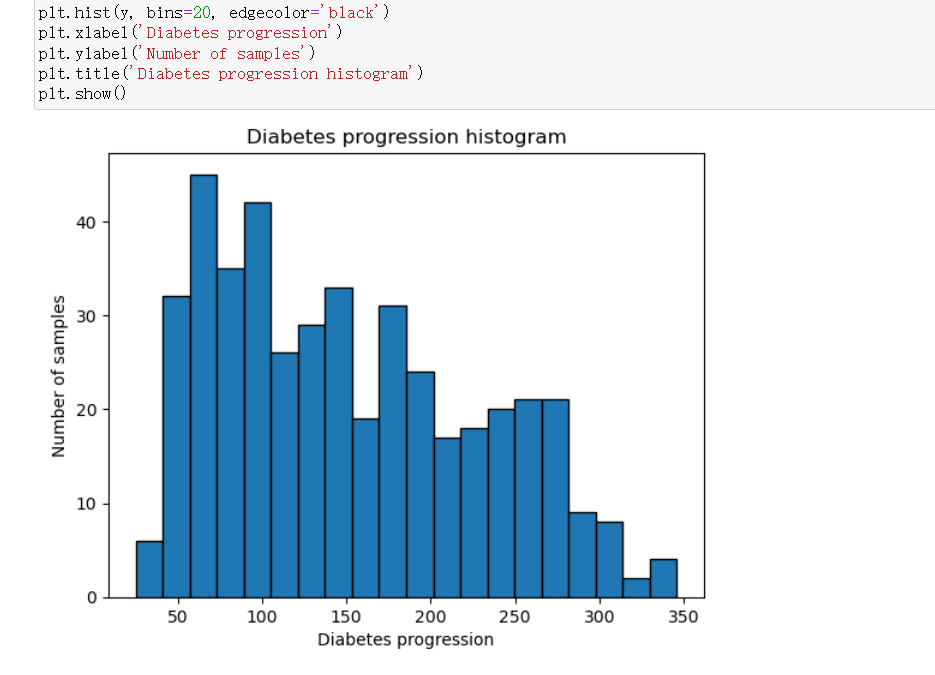 plt.hist(y, bins=20, edgecolor='black')
plt.xlabel('Diabetes progression')
plt.ylabel('Number of samples')
plt.title('Diabetes progression histogram')
plt.show()
Diabetes progression histogram
Number of samples
40
30
20
10
0
50 100 150 200 250 300 350
Diabetes progression